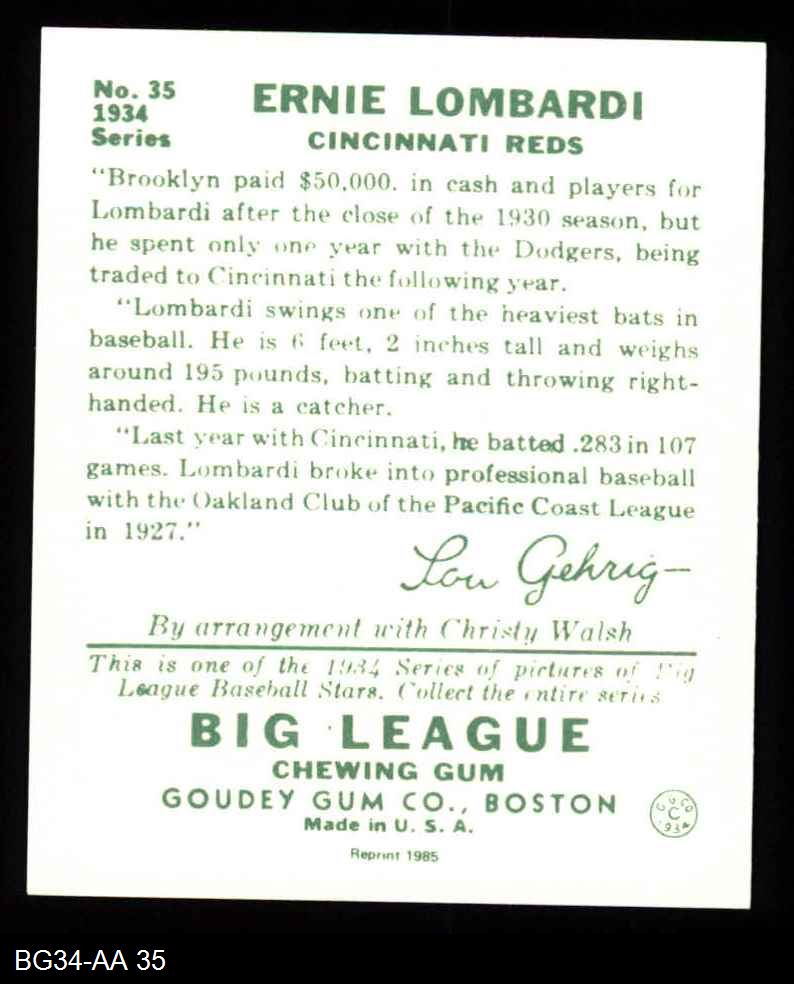 No. 35
1934
Series
ERNIE LOMBARDI
CINCINNATI REDS
"Brooklyn paid $50,000. in cash and players for
Lombardi after the close of the 1930 season, but
he spent only one year with the Dodgers, being
traded to Cincinnati the following year.
"Lombardi swings one of the heaviest bats in
baseball. He is 6 feet, 2 inches tall and weighs
around 195 pounds, batting and throwing right-
handed. He is a catcher.
"Last year with Cincinnati, he batted .283 in 107
games. Lombardi broke into professional baseball
with the Oakland Club of the Pacific Coast League
in 1927."
Lou Gehrig
By arrangement with Christy Walsh
This is one of the 1934 Series of pictures of Big
League Baseball Stars. Collect the entire series
BIG LEAGUE
CHEWING GUM
GOUDEY GUM CO., BOSTON
Made in U. S. A.
G U C O
C
1934
Reprint 1985
BG34-AA 35